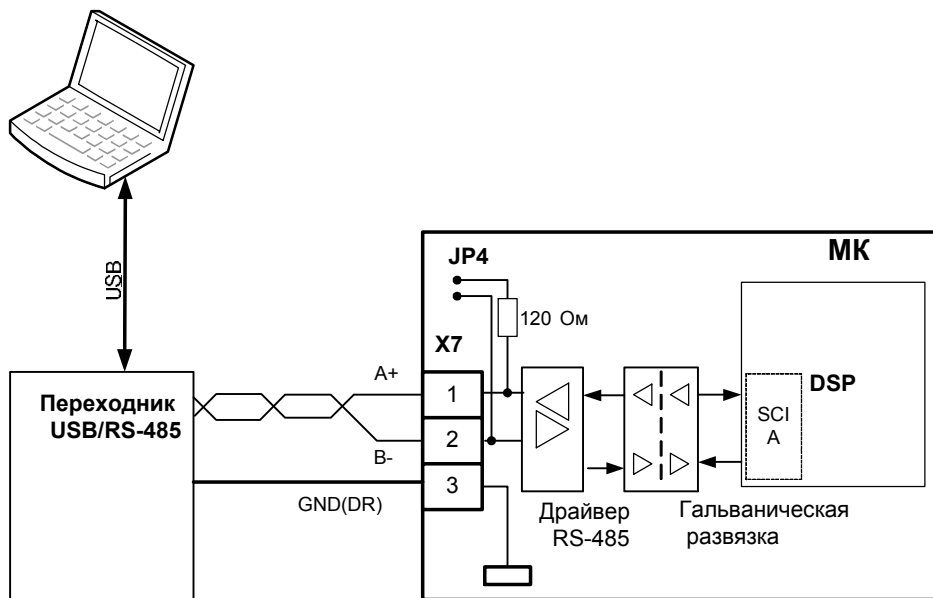 МК
JP4
USB
120 Ом
X7
DSP
A+
1
Переходник
USB/RS-485
SCI
A
2
B-
3
GND(DR)
Драйвер
RS-485
Гальваническая
развязка